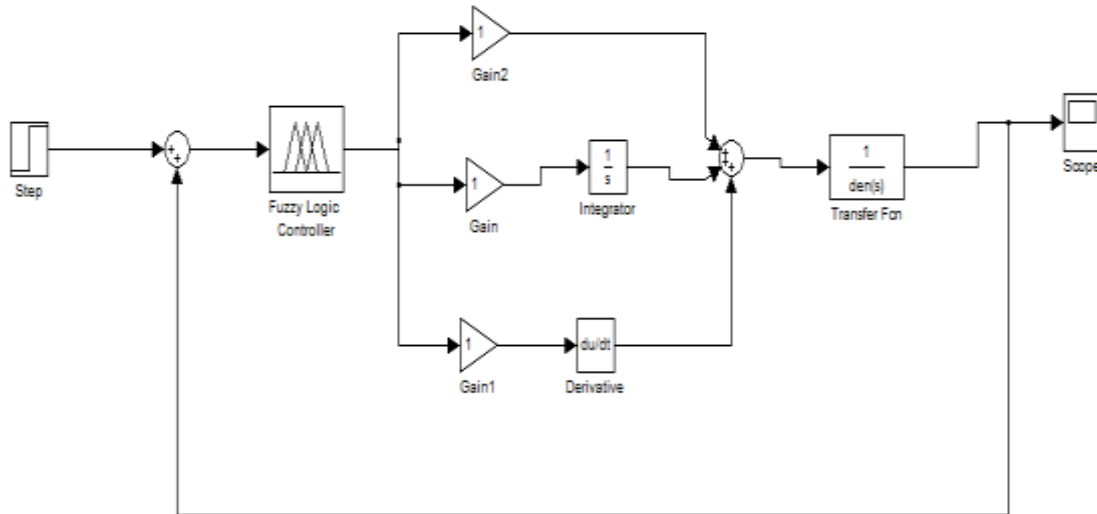 1
Gain2
Step
Fuzzy Logic
Controller
1
Gain
1
s
Integrator
1
den(s)
Transfer Fcn
Scope
1
Gain1
du/dt
Derivative